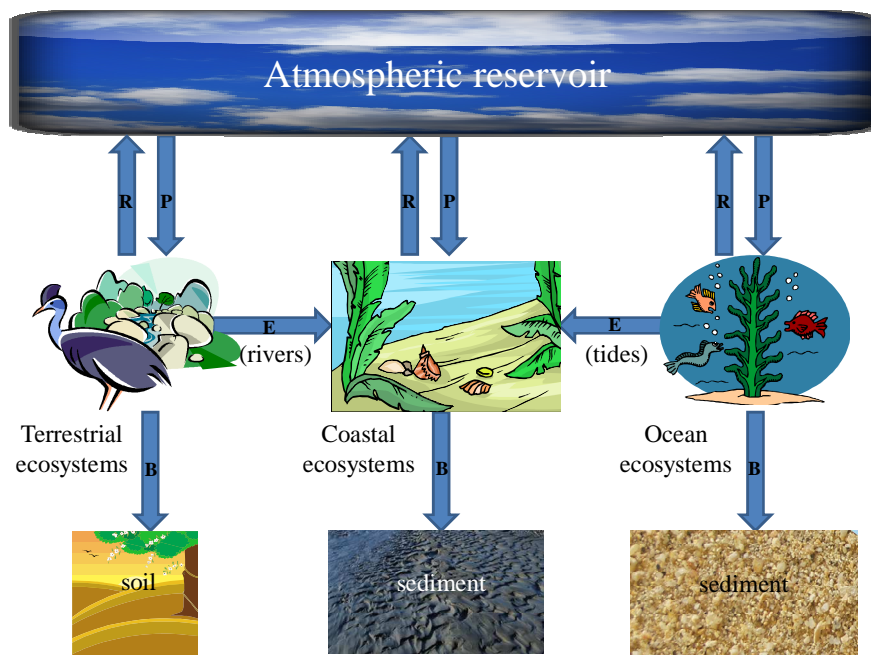 Atmospheric reservoir
R
P
R
P
R
P
E
(rivers)
E
(tides)
Terrestrial
ecosystems
B
Coastal
ecosystems
B
Ocean
ecosystems
B
soil
sediment
sediment